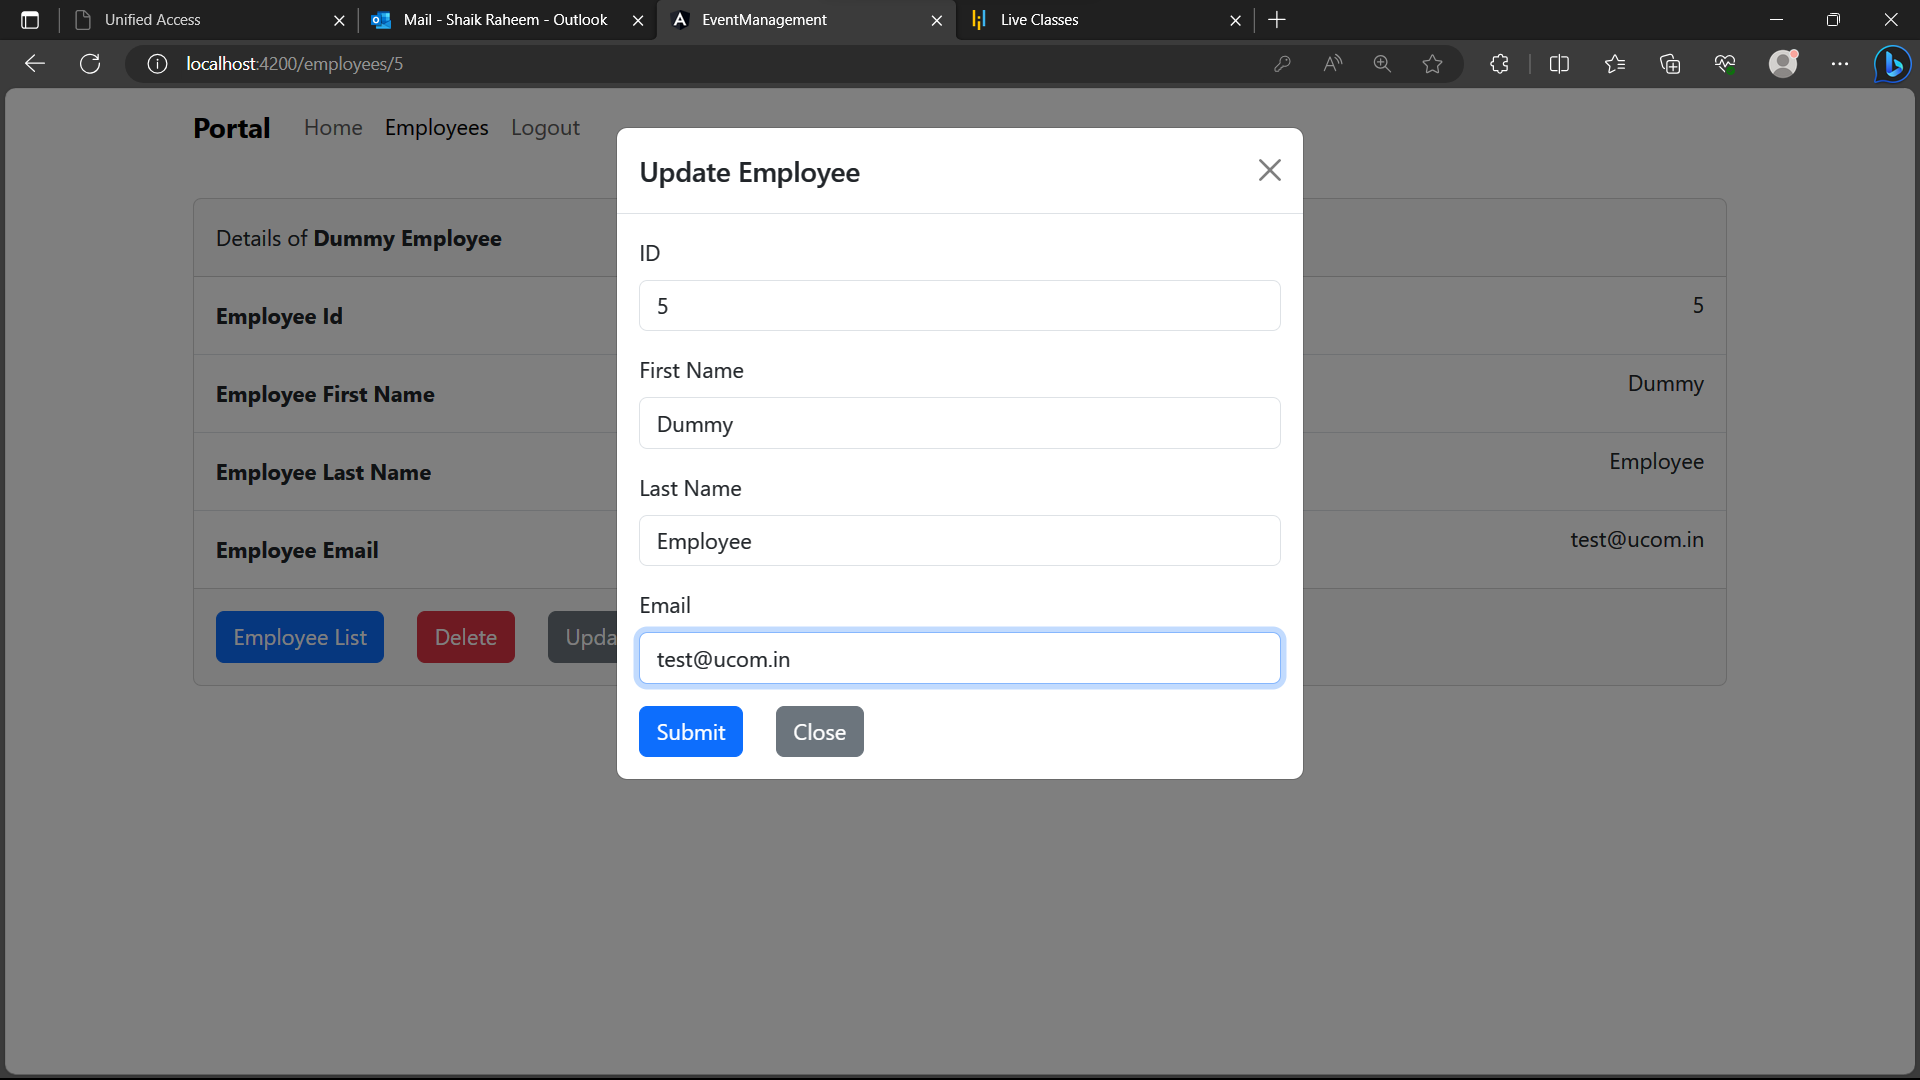 Unified Access
Mail - Shaik Raheem - Outlook
EventManagement
Live Classes
localhost:4200/employees/5
Portal
Home
Employees
Logout
Update Employee
Details of Dummy Employee
ID
Employee Id
5
5
First Name
Employee First Name
Dummy
Dummy
Last Name
Employee Last Name
Employee
Employee
Email
Employee Email
test@ucom.in
test@ucom.in
Employee List
Delete
Upda
Submit
Close